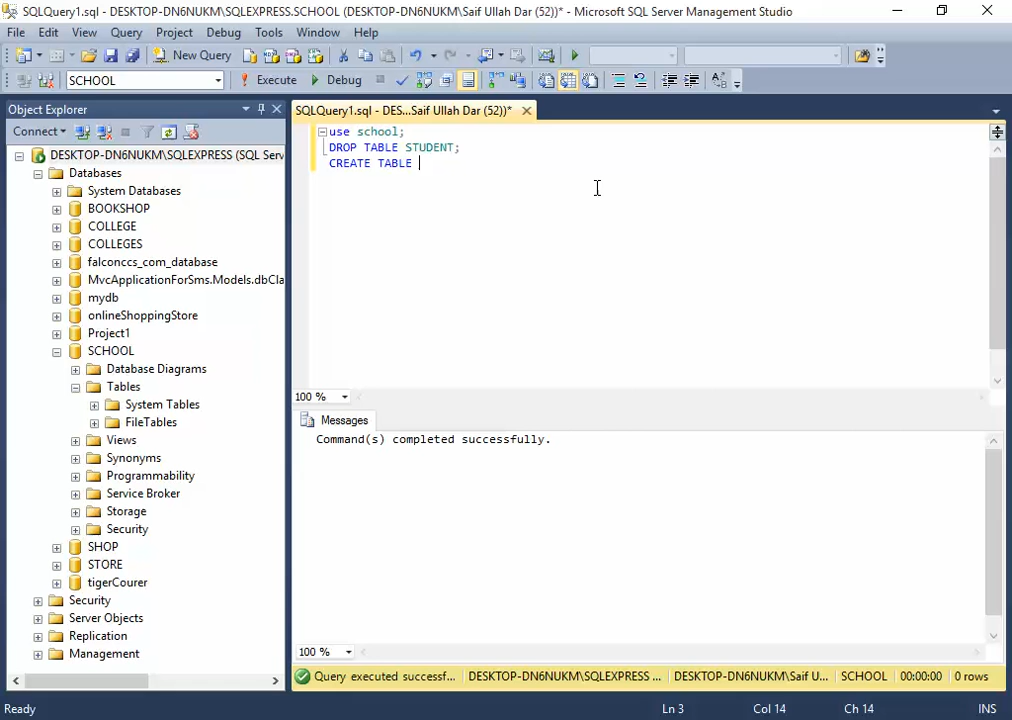 SQLQuery1.sql - DESKTOP-DN6NUKM\SQLEXPRESS.SCHOOL (DESKTOP-DN6NUKM\Saif Ullah Dar (52))* - Microsoft SQL Server Management Studio
File Edit View Query Project Debug Tools Window Help
New Query
SCHOOL Execute Debug
Object Explorer
SQLQuery1.sql - DES...Saif Ullah Dar (52))*
Connect
DESKTOP-DN6NUKM\SQLEXPRESS (SQL Serv
Databases
System Databases
BOOKSHOP
COLLEGE
COLLEGES
falconccs_com_database
MvcApplicationForSms.Models.dbCla
mydb
onlineShoppingStore
Project1
SCHOOL
Database Diagrams
Tables
System Tables
FileTables
Views
Synonyms
Programmability
Service Broker
Storage
Security
SHOP
STORE
tigerCourer
Security
Server Objects
Replication
Management
use school;
DROP TABLE STUDENT;
CREATE TABLE
100 %
Messages
Command(s) completed successfully.
100 %
Query executed successf... DESKTOP-DN6NUKM\SQLEXPRESS ... DESKTOP-DN6NUKM\Saif U... SCHOOL 00:00:00 0 rows
Ready Ln 3 Col 14 Ch 14 INS